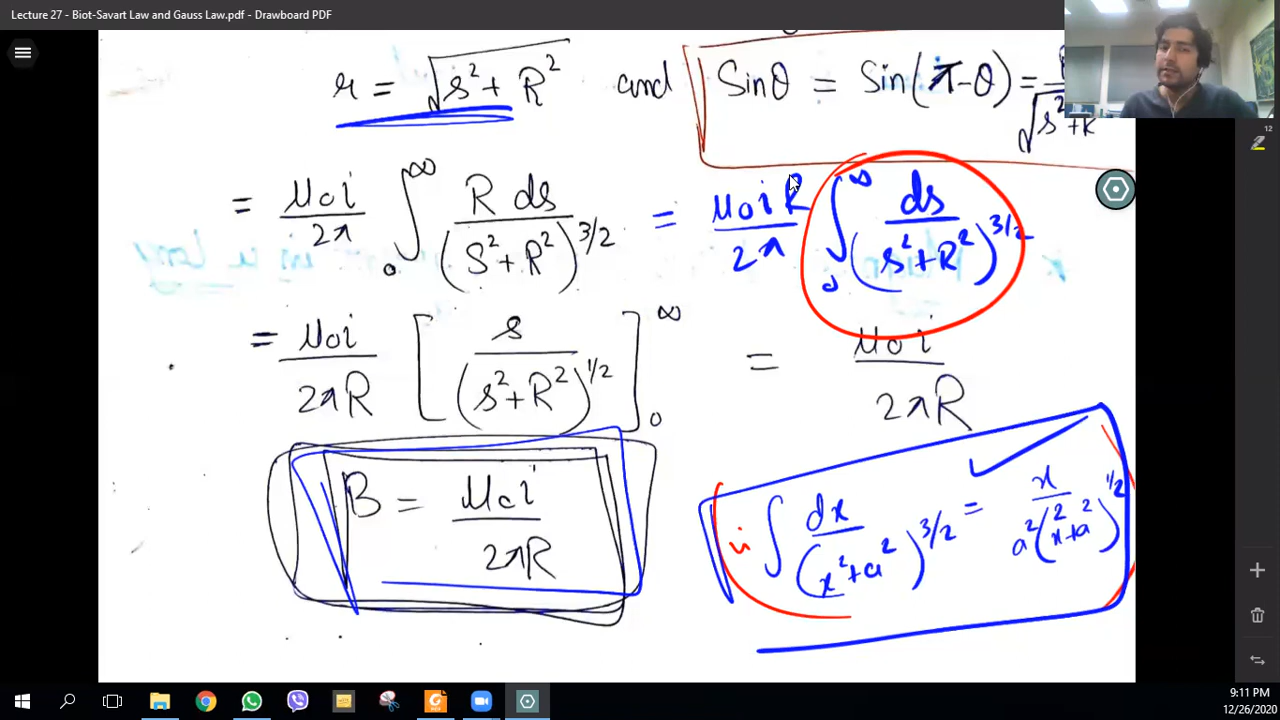 Lecture 27 - Biot-Savart Law and Gauss Law.pdf - Drawboard PDF
r = √(s² + R²) and Sinθ = Sin(π-θ) = √s²+R
= μ₀i/2π ∫₀^∞ R ds/(S²+R²)^3/2 = μ₀iR/2π ∫₀^∞ ds/(s²+R²)^3/2
= μ₀i/2πR [s/(s²+R²)^1/2]₀^∞ = μ₀i/2πR
B = μ₀i/2πR
∫ dx/(x²+a²)^3/2 = x/a²(x²+a²)^1/2
12
9:11 PM
12/26/2020